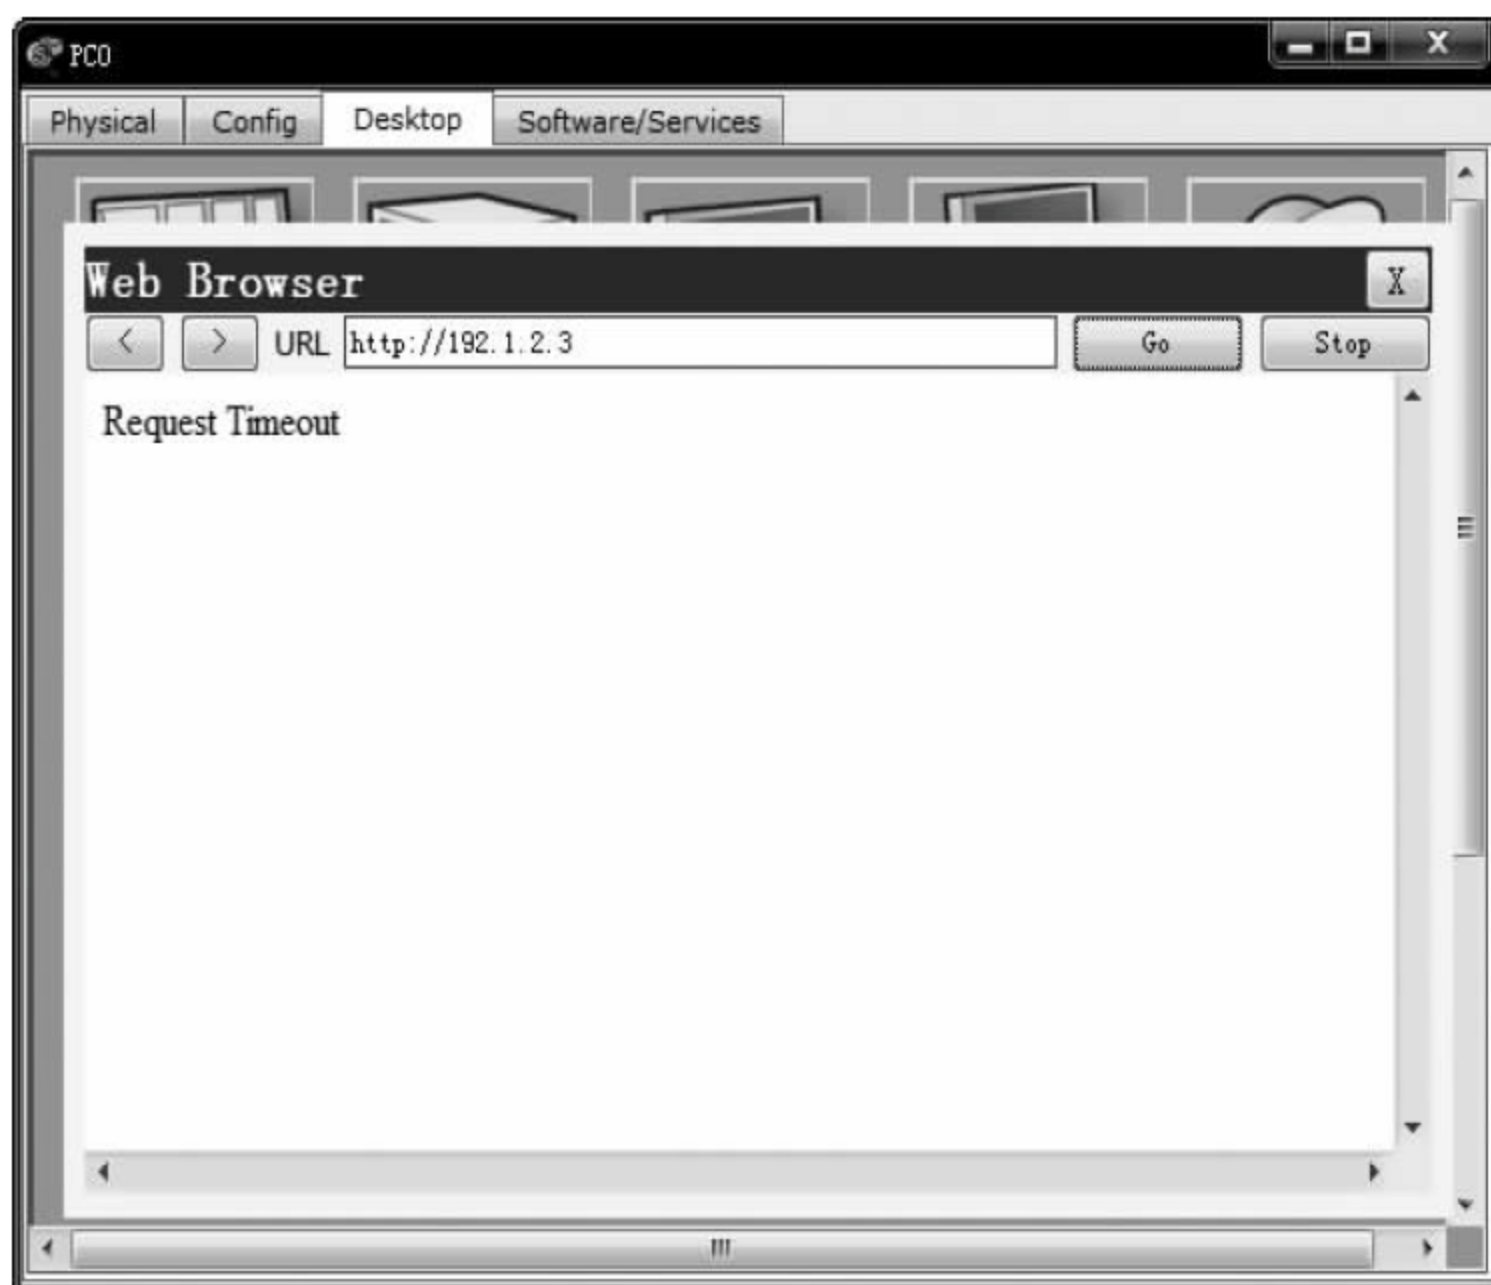 PC0
Physical Config Desktop Software/Services
Web Browser X
< > URL http://192.1.2.3 Go Stop
Request Timeout